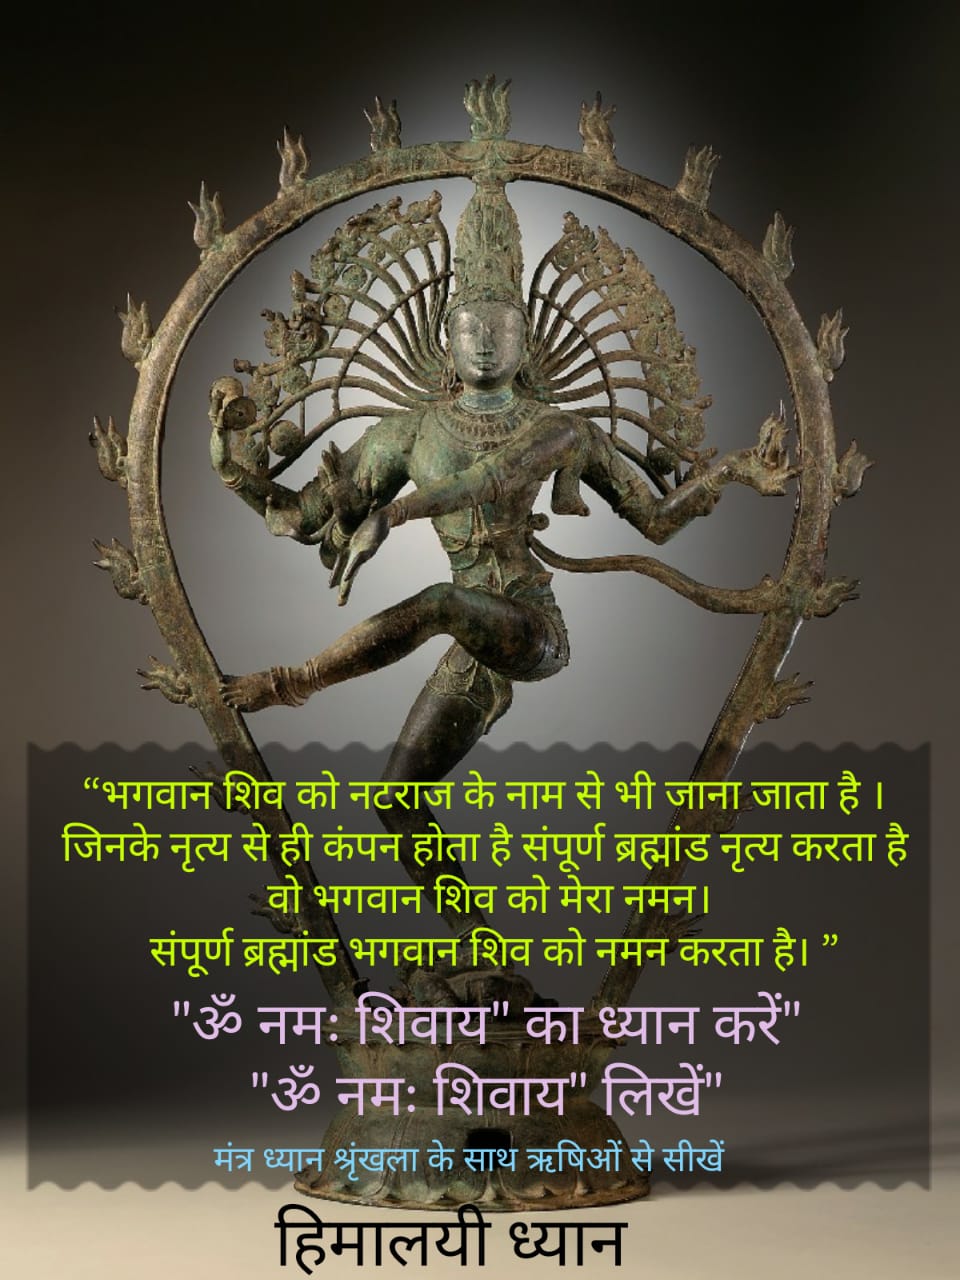 “भगवान शिव को नटराज के नाम से भी जाना जाता है ।
जिनके नृत्य से ही कंपन होता है संपूर्ण ब्रह्मांड नृत्य करता है
वो भगवान शिव को मेरा नमन।
संपूर्ण ब्रह्मांड भगवान शिव को नमन करता है। ”
"ॐ नमः शिवाय" का ध्यान करें"
"ॐ नमः शिवाय" लिखें"
मंत्र ध्यान श्रृंखला के साथ ऋषिओं से सीखें
हिमालयी ध्यान